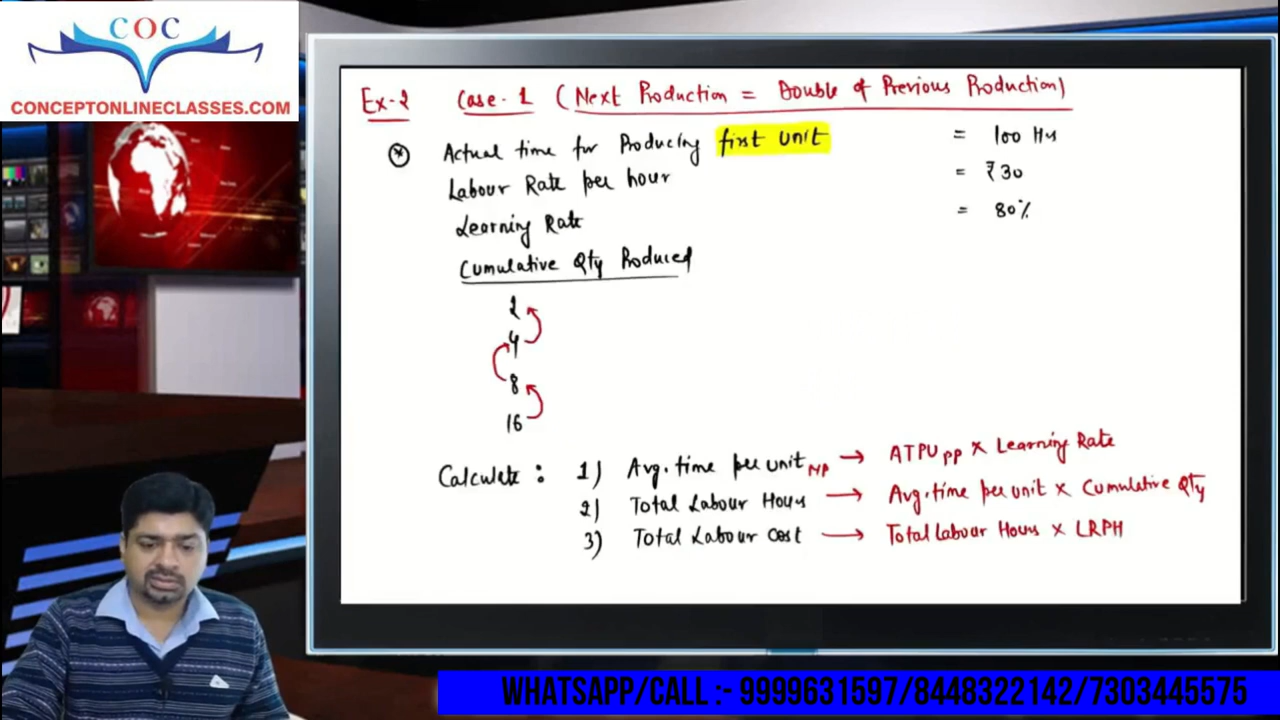 COC
CONCEPTONLINECLASSES.COM
Ex-2 Case-1 (Next Production = Double of Previous Production)
* Actual time for Producing first unit = 100 Hrs
Labour Rate per hour = ₹30
Learning Rate = 80%
Cumulative Qty Produced
2
4
8
16
Calculate : 1) Avg. time per unit NP → ATPU PP × Learning Rate
2) Total Labour Hours → Avg. time per unit × Cumulative Qty
3) Total Labour Cost → Total Labour Hours × LRPH
WHATSAPP/CALL :- 9999631597/8448322142/7303445575